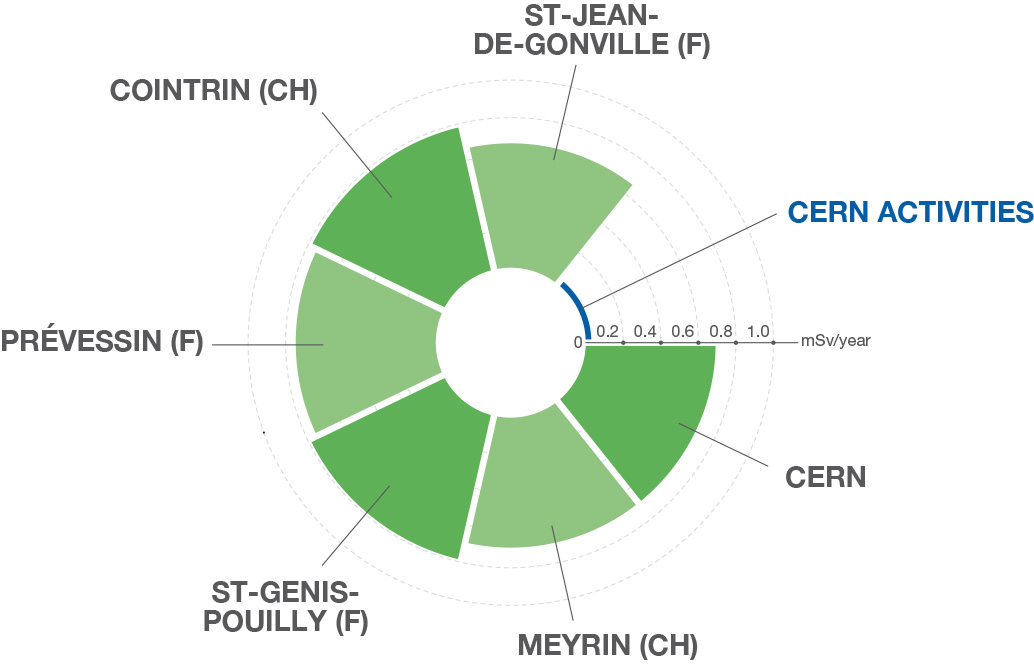 ST-JEAN-
DE-GONVILLE (F)
COINTRIN (CH)
CERN ACTIVITIES
0 0.2 0.4 0.6 0.8 1.0 mSv/year
PRÉVESSIN (F)
CERN
ST-GENIS-
POUILLY (F)
MEYRIN (CH)